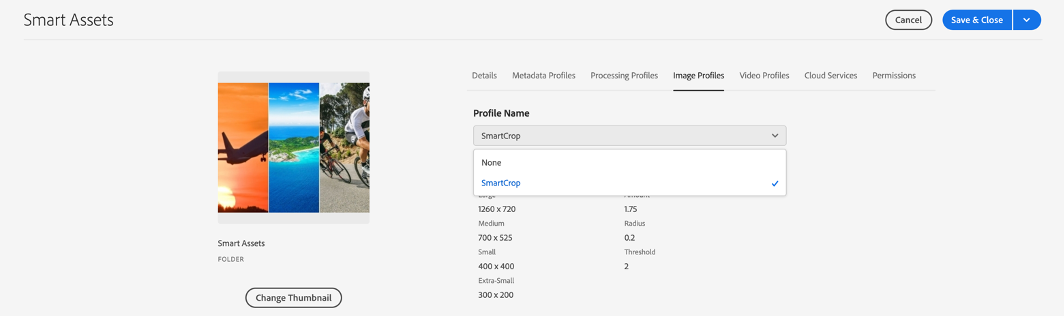 Smart Assets
Cancel
Save & Close
Details Metadata Profiles Processing Profiles Image Profiles Video Profiles Cloud Services Permissions
Profile Name
SmartCrop
None
SmartCrop
1260 x 720 1.75
Medium Radius
700 x 525 0.2
Small Threshold
400 x 400 2
Extra-Small
300 x 200
Smart Assets
FOLDER
Change Thumbnail